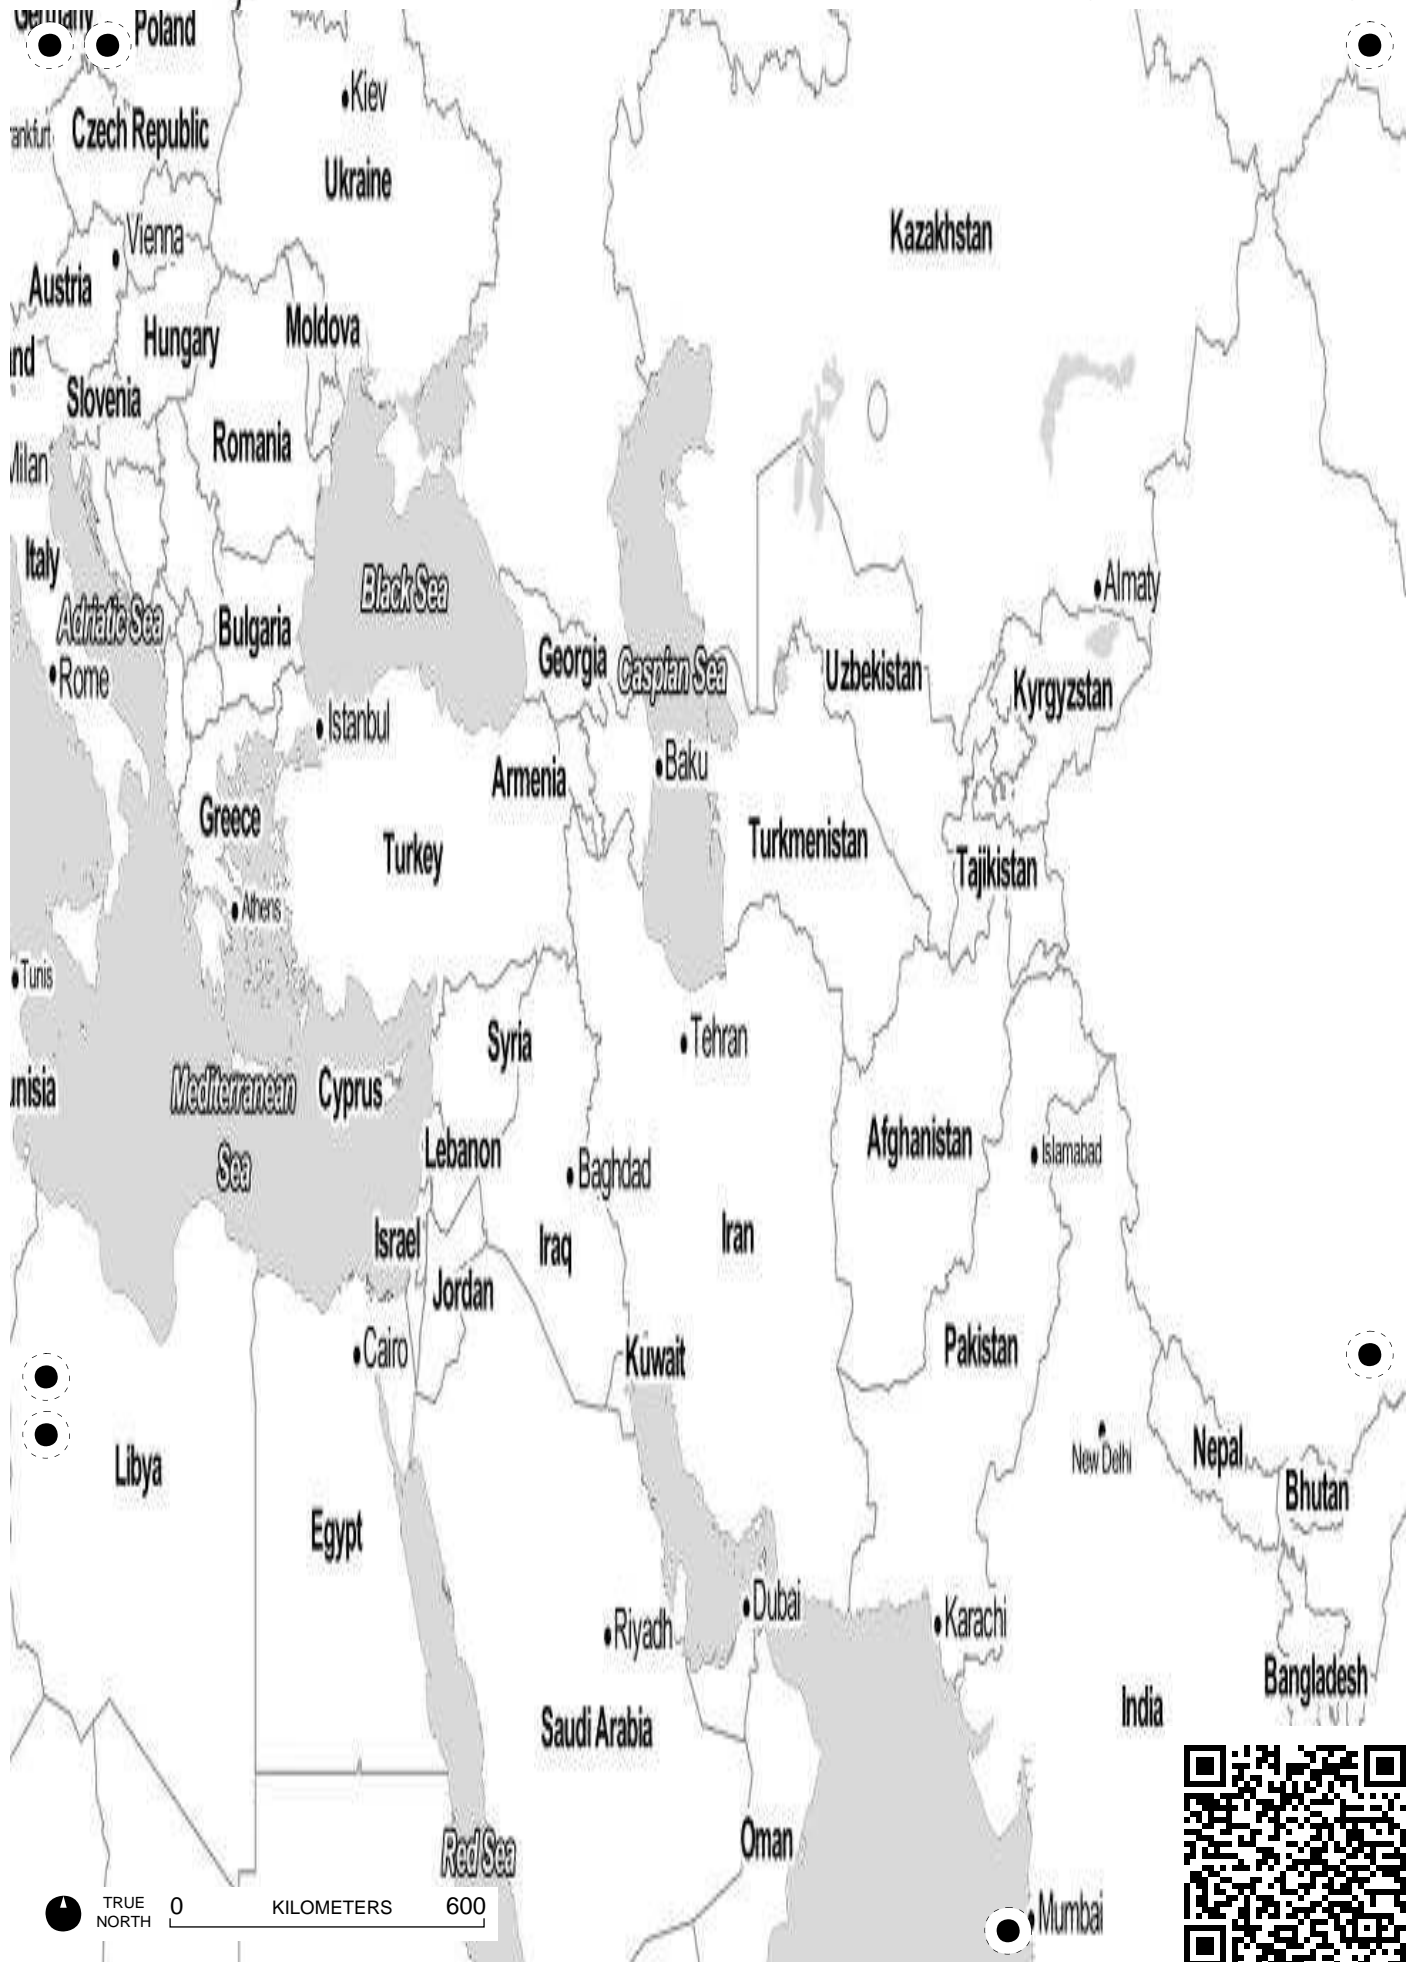 Poland
Kiev
Czech Republic
Ukraine
Vienna
Kazakhstan
Austria
Moldova
Hungary
Slovenia
Romania
Italy
Black Sea
Almaty
Adriatic Sea
Bulgaria
Georgia
Caspian Sea
Uzbekistan
Rome
Kyrgyzstan
Istanbul
Armenia
Baku
Greece
Turkey
Turkmenistan
Tajikistan
Athens
Tunis
Syria
Tehran
Mediterranean
Sea
Cyprus
Lebanon
Afghanistan
Islamabad
Baghdad
Israel
Iraq
Iran
Jordan
Cairo
Kuwait
Pakistan
Libya
New Delhi
Nepal
Bhutan
Egypt
Dubai
Riyadh
Karachi
Bangladesh
Saudi Arabia
India
Oman
Red Sea
Mumbai
TRUE
NORTH
0 KILOMETERS 600